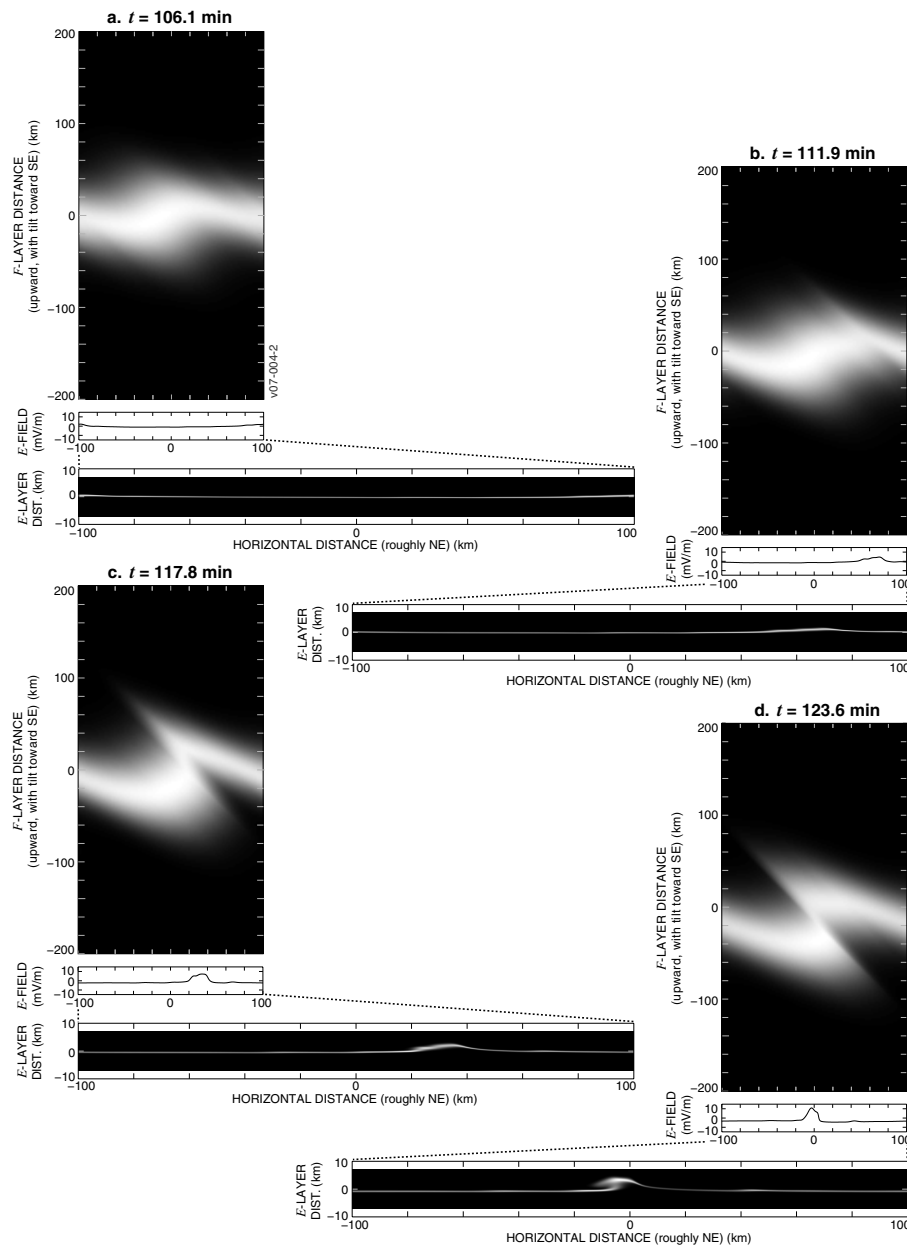 a. t = 106.1 min
200
100
0
−100
−200
F-LAYER DISTANCE
(upward, with tilt toward SE) (km)
v07-004-2
E-FIELD
(mV/m)
10
0
−10
−100
0
100
E-LAYER
DIST. (km)
10
0
−10
−100
0
100
HORIZONTAL DISTANCE (roughly NE) (km)
b. t = 111.9 min
200
100
0
−100
−200
F-LAYER DISTANCE
(upward, with tilt toward SE) (km)
E-FIELD
(mV/m)
10
0
−10
−100
0
100
E-LAYER
DIST. (km)
10
0
−10
−100
0
100
HORIZONTAL DISTANCE (roughly NE) (km)
c. t = 117.8 min
200
100
0
−100
−200
F-LAYER DISTANCE
(upward, with tilt toward SE) (km)
E-FIELD
(mV/m)
10
0
−10
−100
0
100
E-LAYER
DIST. (km)
10
0
−10
−100
0
100
HORIZONTAL DISTANCE (roughly NE) (km)
d. t = 123.6 min
200
100
0
−100
−200
F-LAYER DISTANCE
(upward, with tilt toward SE) (km)
E-FIELD
(mV/m)
10
0
−10
−100
0
100
E-LAYER
DIST. (km)
10
0
−10
−100
0
100
HORIZONTAL DISTANCE (roughly NE) (km)